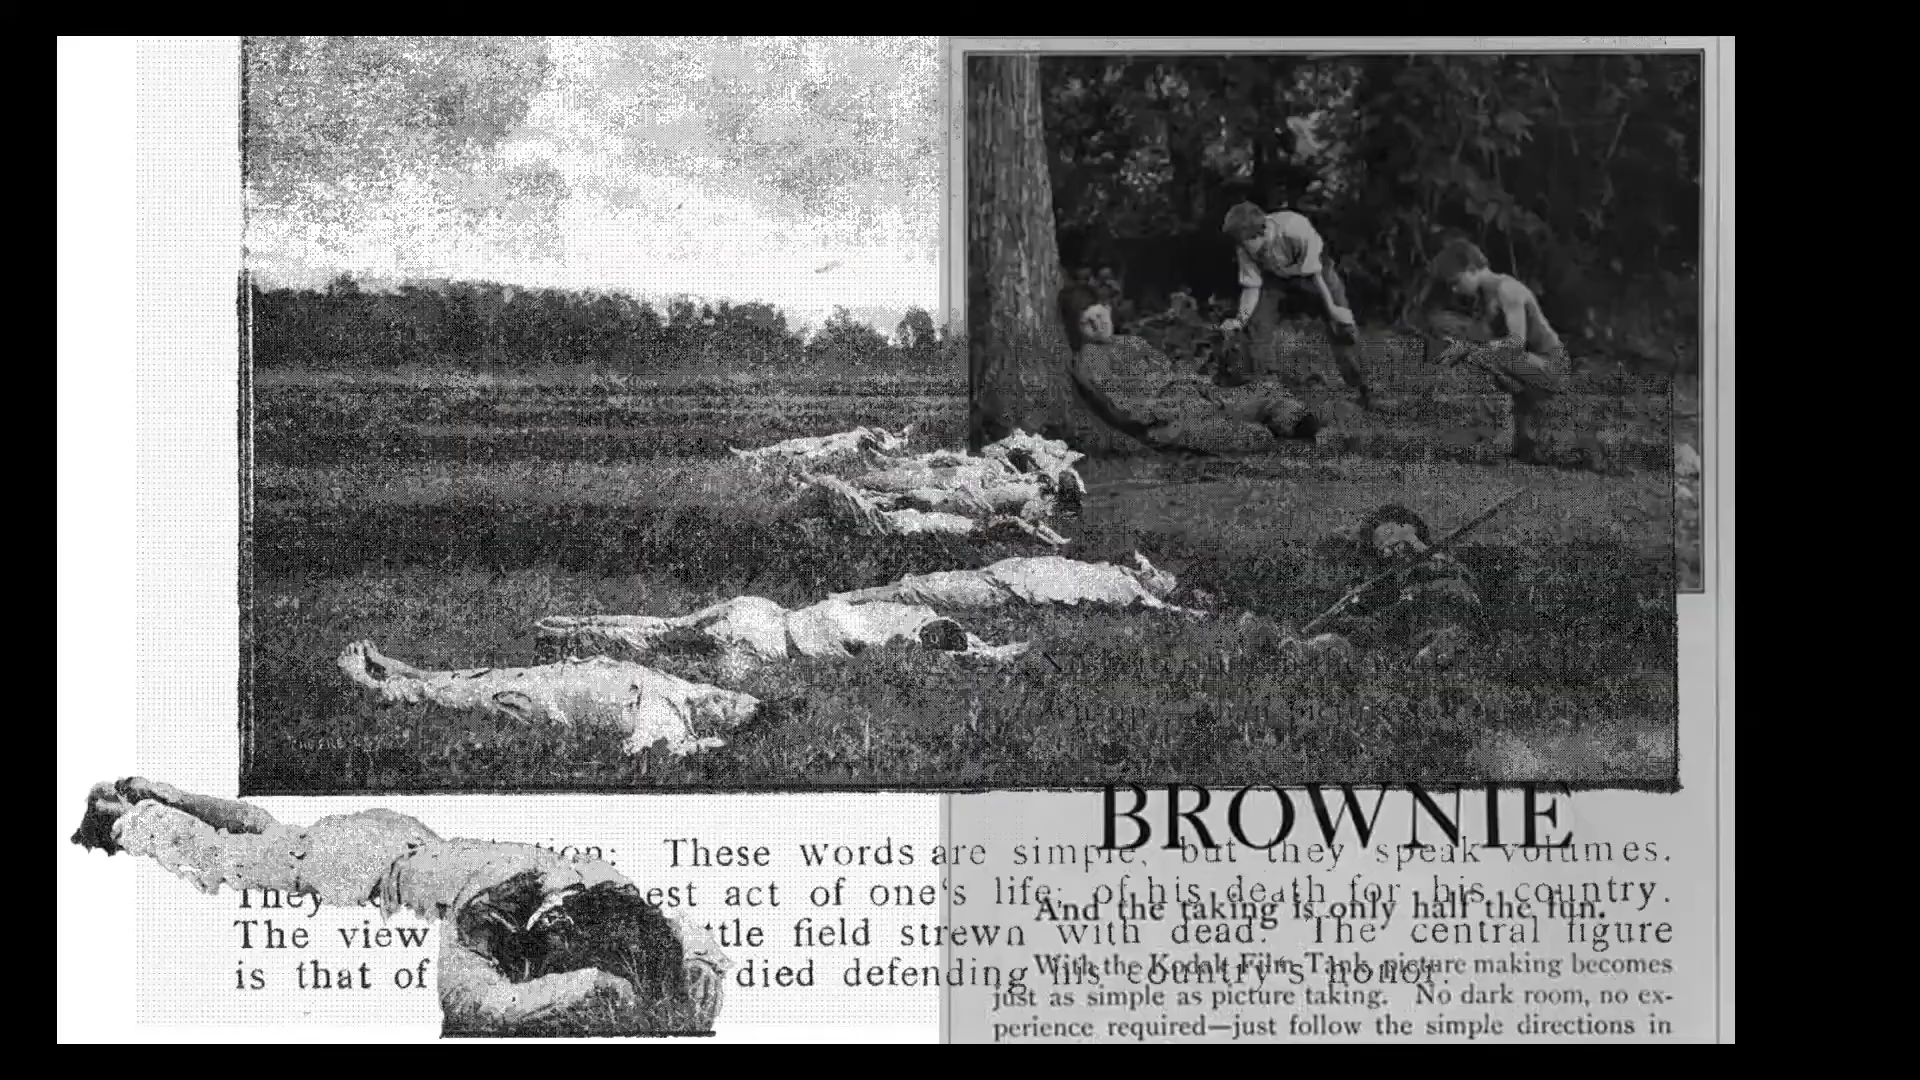 BROWNIE
tion: These words are simple, but they speak volumes.
They est act of one's life; of his death for his country.
And the taking is only half the fun.
The view ttle field strewn with dead. The central figure
With the Kodak Film Tank, picture making becomes
is that of died defending his country's honor.
just as simple as picture taking. No dark room, no ex-
perience required—just follow the simple directions in